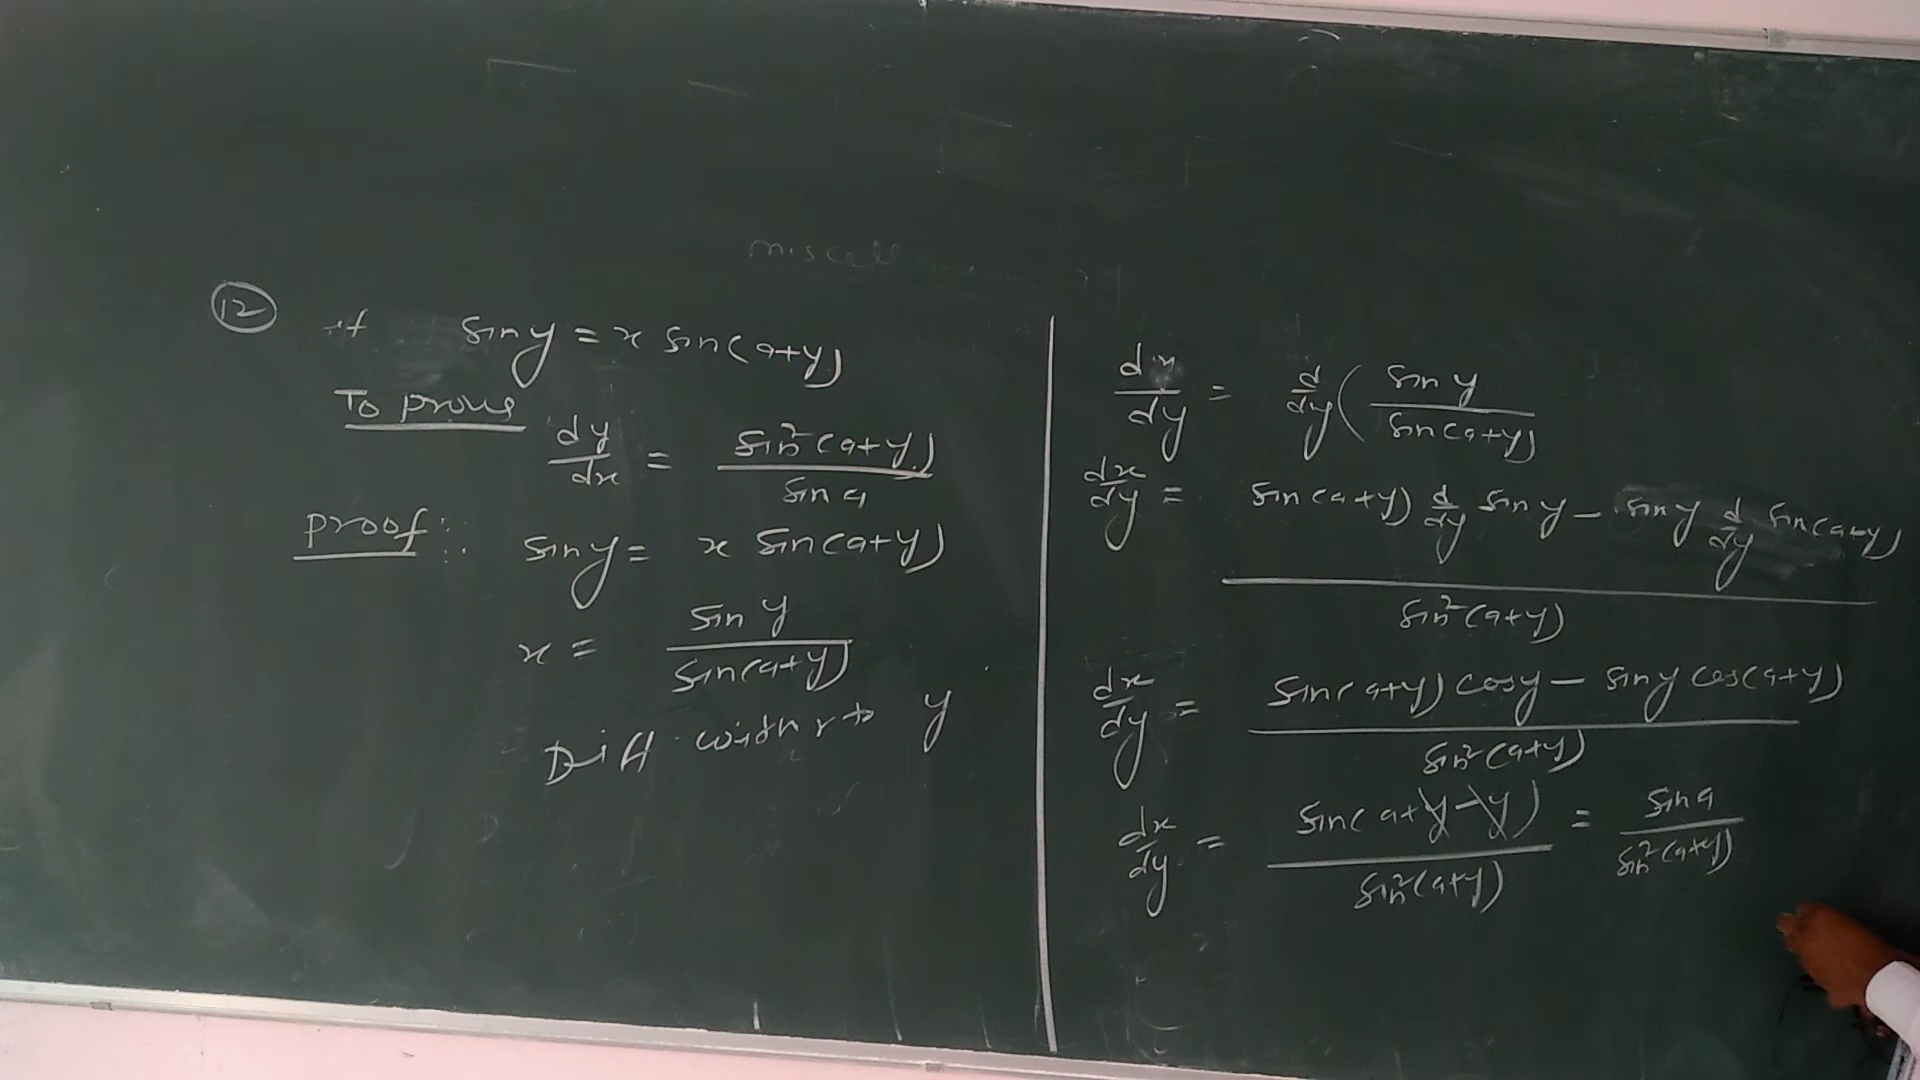 miscell
12 if sin y = x sin(a+y)
To prove dy/dx = sin²(a+y)/sin a
proof:: sin y = x sin(a+y)
x = sin y/sin(a+y)
Diff. with r to y
dx/dy = d/dy (sin y/sin(a+y)
dx/dy = sin(a+y) d/dy sin y - sin y d/dy sin(a+y)/sin²(a+y)
dx/dy = sin(a+y) cos y - sin y cos(a+y)/sin²(a+y)
dx/dy = sin(a+y-y)/sin²(a+y) = sin a/sin²(a+y)